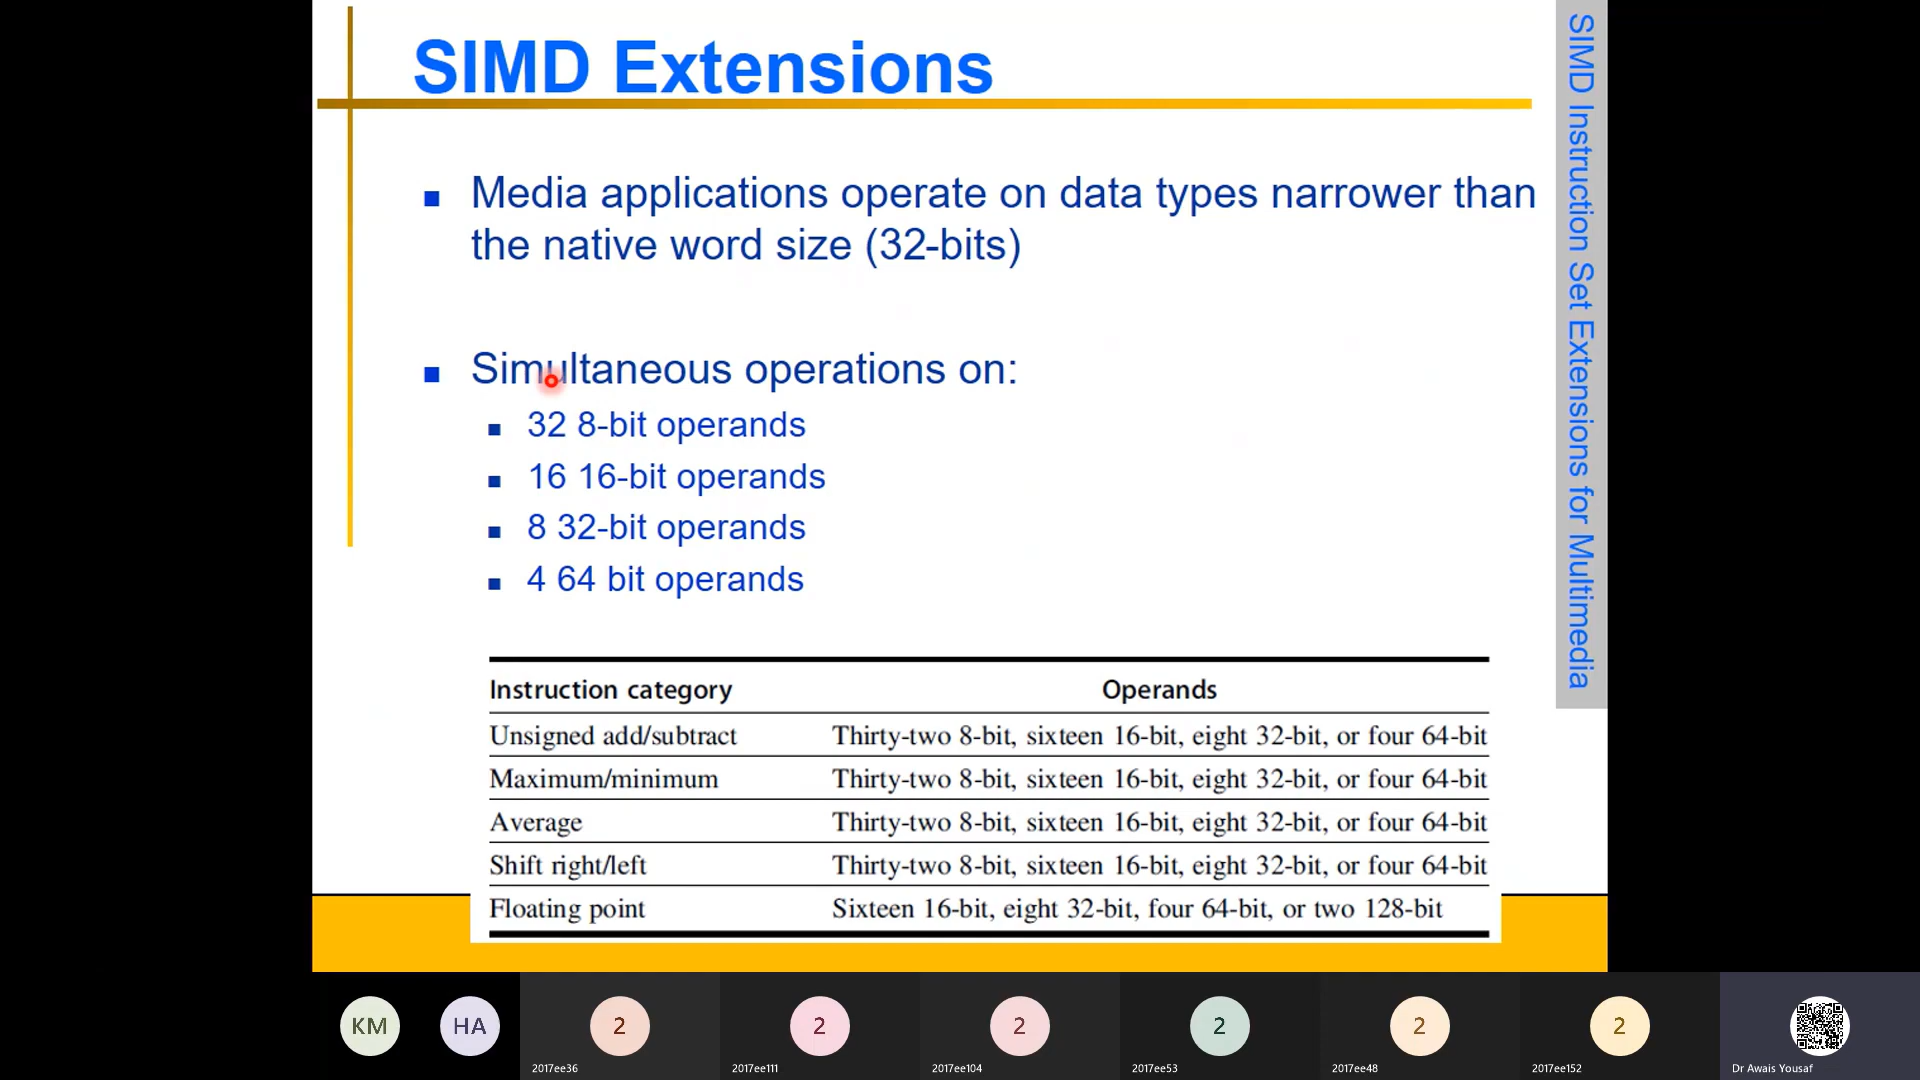 SIMD Extensions
SIMD Instruction Set Extensions for Multimedia
Media applications operate on data types narrower than
the native word size (32-bits)
Simultaneous operations on:
32 8-bit operands
16 16-bit operands
8 32-bit operands
4 64 bit operands
Instruction category Operands
Unsigned add/subtract Thirty-two 8-bit, sixteen 16-bit, eight 32-bit, or four 64-bit
Maximum/minimum Thirty-two 8-bit, sixteen 16-bit, eight 32-bit, or four 64-bit
Average Thirty-two 8-bit, sixteen 16-bit, eight 32-bit, or four 64-bit
Shift right/left Thirty-two 8-bit, sixteen 16-bit, eight 32-bit, or four 64-bit
Floating point Sixteen 16-bit, eight 32-bit, four 64-bit, or two 128-bit
KM HA 2 2 2 2 2 2
2017ee36 2017ee111 2017ee104 2017ee53 2017ee48 2017ee152 Dr Awais Yousaf